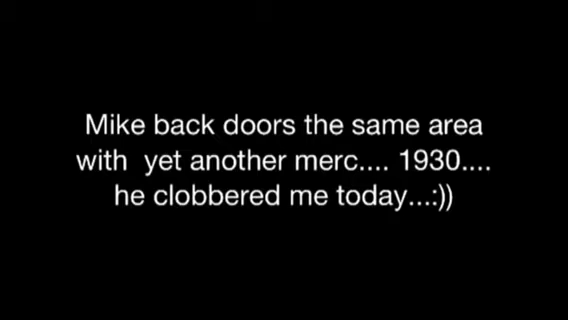 Mike back doors the same area
with  yet another merc.... 1930....
he clobbered me today...:))